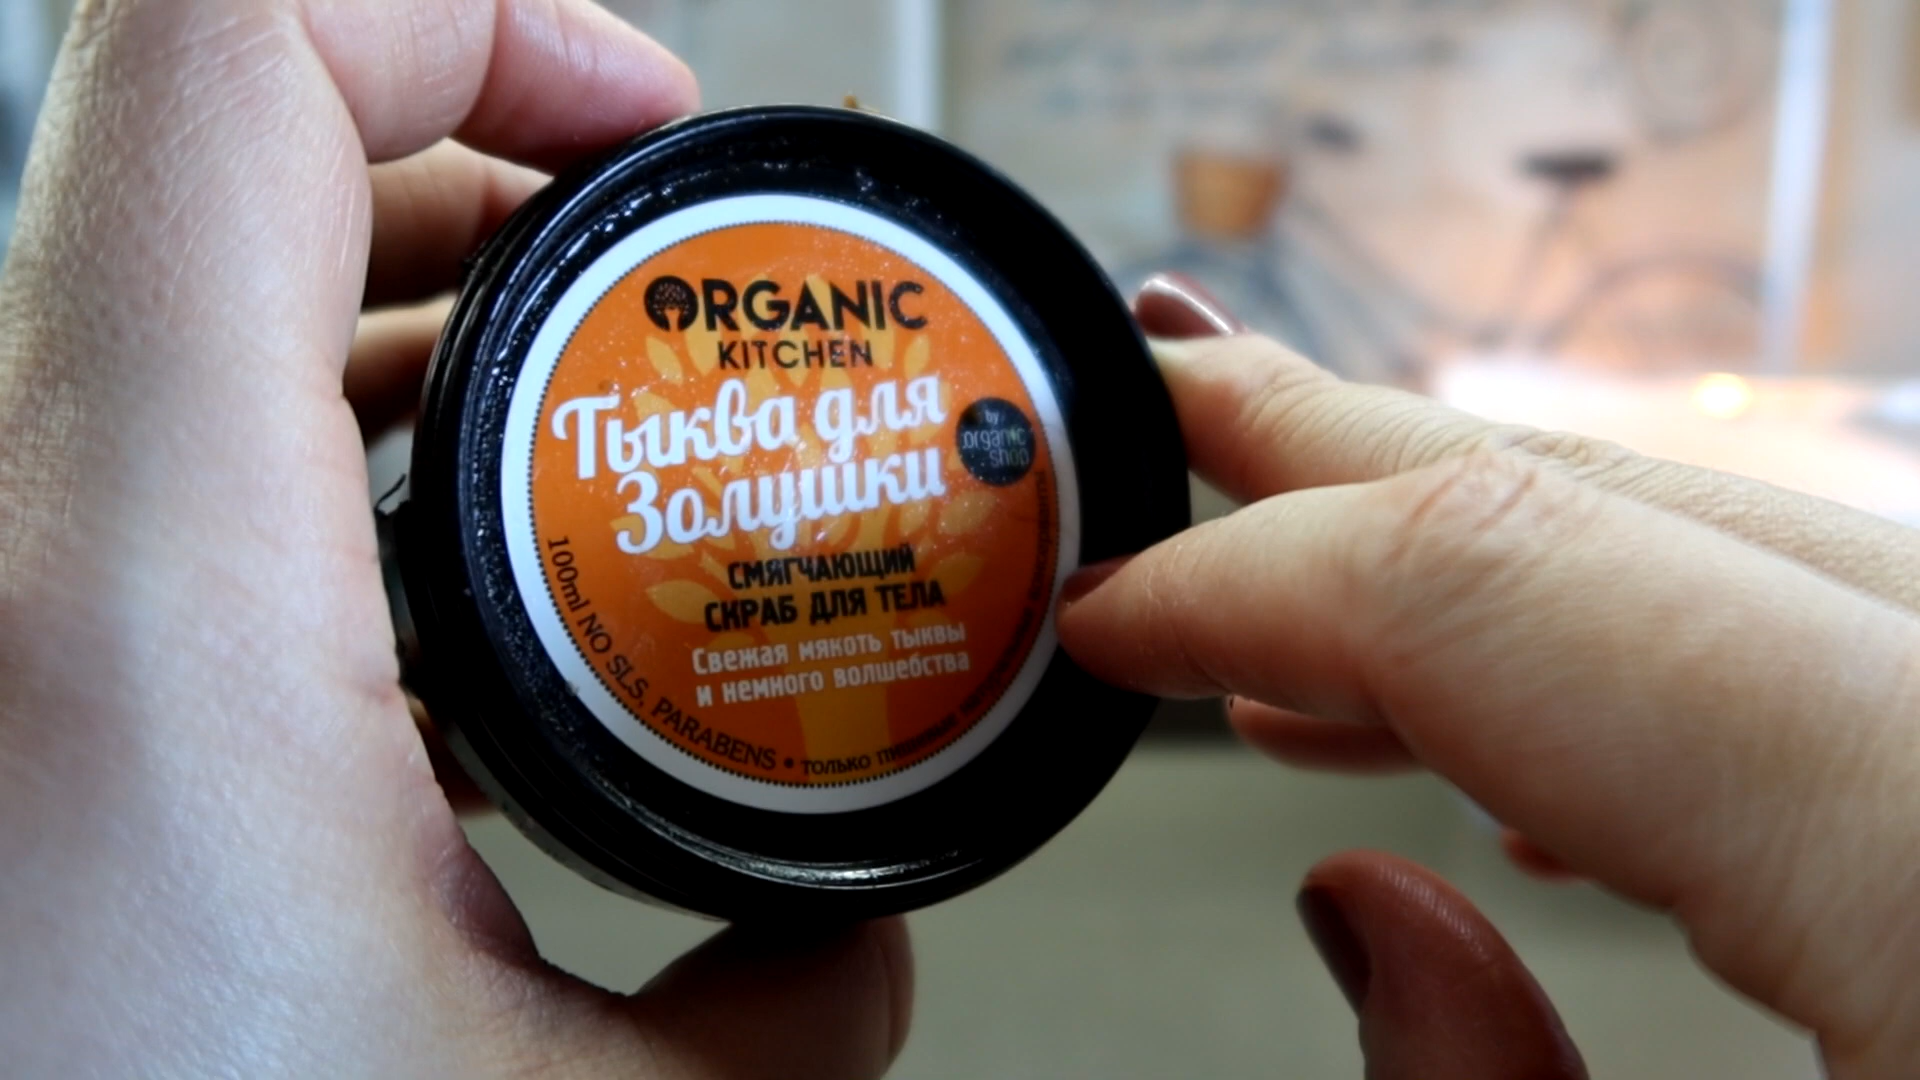 ORGANIC
KITCHEN
Тыква для
Золушки
by
organic
shop
СМЯГЧАЮЩИЙ
СКРАБ ДЛЯ ТЕЛА
Свежая мякоть тыквы
и немного волшебства
100ml NO SLS, PARABENS • ТОЛЬКО